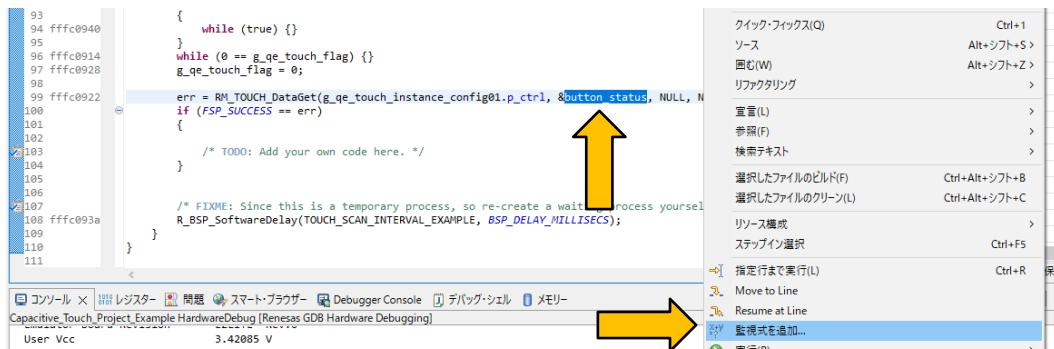 93 {
94 fffc0940 while (true) {}
95 }
96 fffc0914 while (0 == g_qe_touch_flag) {}
97 fffc0928 g_qe_touch_flag = 0;
98
99 fffc0922 err = RM_TOUCH_DataGet(g_qe_touch_instance_config01.p_ctrl, &button_status, NULL, N
100 if (FSP_SUCCESS == err)
101 {
102
103 /* TODO: Add your own code here. */
104 }
105
106
107 /* FIXME: Since this is a temporary process, so re-create a waiting process yoursel
108 fffc093a R_BSP_SoftwareDelay(TOUCH_SCAN_INTERVAL_EXAMPLE, BSP_DELAY_MILLISECS);
109 }
110 }
111
クイック・フィックス(Q) Ctrl+1
ソース Alt+シフト+S >
囲む(W) Alt+シフト+Z >
リファクタリング >
宣言(L) >
参照(F) >
検索テキスト >
選択したファイルのビルド(F) Ctrl+Alt+シフト+B
選択したファイルのクリーン(L) Ctrl+Alt+シフト+C
リソース構成 >
ステップイン選択 Ctrl+F5
指定行まで実行(L) Ctrl+R
Move to Line
Resume at Line
監視式を追加...
コンソール × レジスター 問題 スマート・ブラウザー Debugger Console デバッグ・シェル メモリー
Capacitive_Touch_Project_Example HardwareDebug [Renesas GDB Hardware Debugging]
User Vcc 3.42085 V